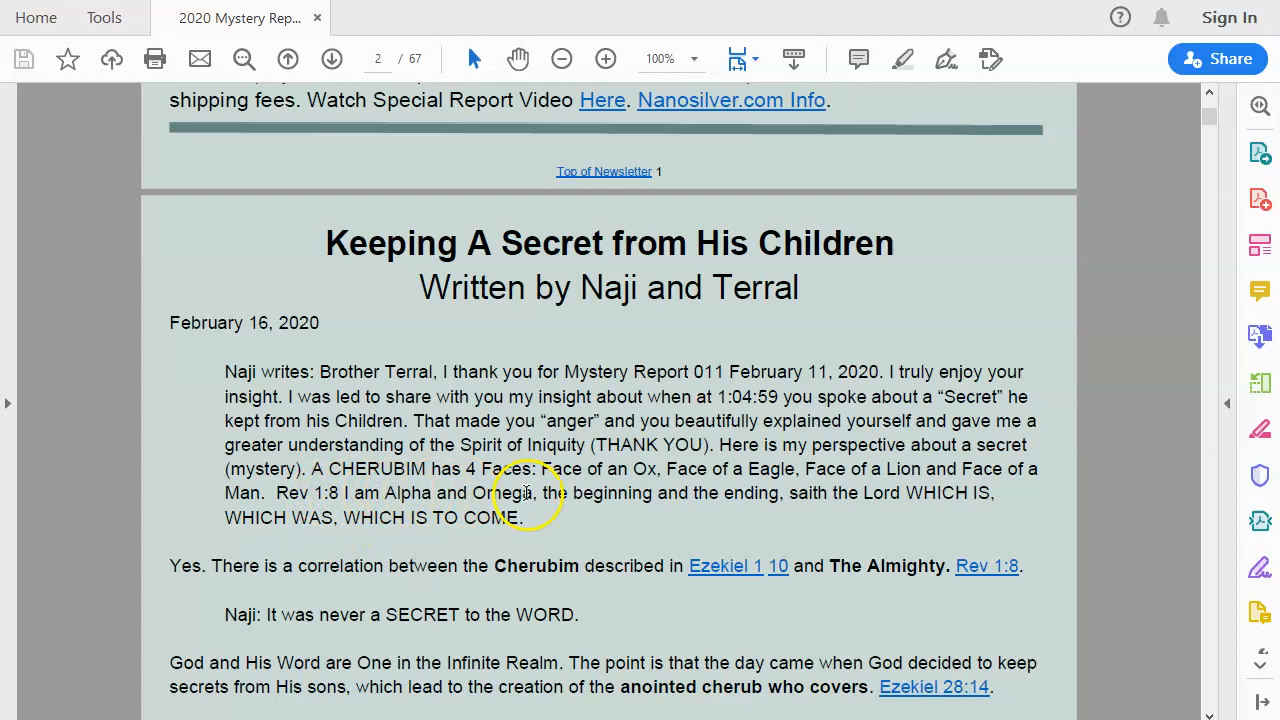 Home Tools 2020 Mystery Rep... × Sign In
2 / 67 100% Share
shipping fees. Watch Special Report Video Here. Nanosilver.com Info.
Top of Newsletter 1
Keeping A Secret from His Children
Written by Naji and Terral
February 16, 2020
Naji writes: Brother Terral, I thank you for Mystery Report 011 February 11, 2020. I truly enjoy your
insight. I was led to share with you my insight about when at 1:04:59 you spoke about a “Secret” he
kept from his Children. That made you “anger” and you beautifully explained yourself and gave me a
greater understanding of the Spirit of Iniquity (THANK YOU). Here is my perspective about a secret
(mystery). A CHERUBIM has 4 Faces: Face of an Ox, Face of a Eagle, Face of a Lion and Face of a
Man. Rev 1:8 I am Alpha and Omega, the beginning and the ending, saith the Lord WHICH IS,
WHICH WAS, WHICH IS TO COME.
Yes. There is a correlation between the Cherubim described in Ezekiel 1 10 and The Almighty. Rev 1:8.
Naji: It was never a SECRET to the WORD.
God and His Word are One in the Infinite Realm. The point is that the day came when God decided to keep
secrets from His sons, which lead to the creation of the anointed cherub who covers. Ezekiel 28:14.